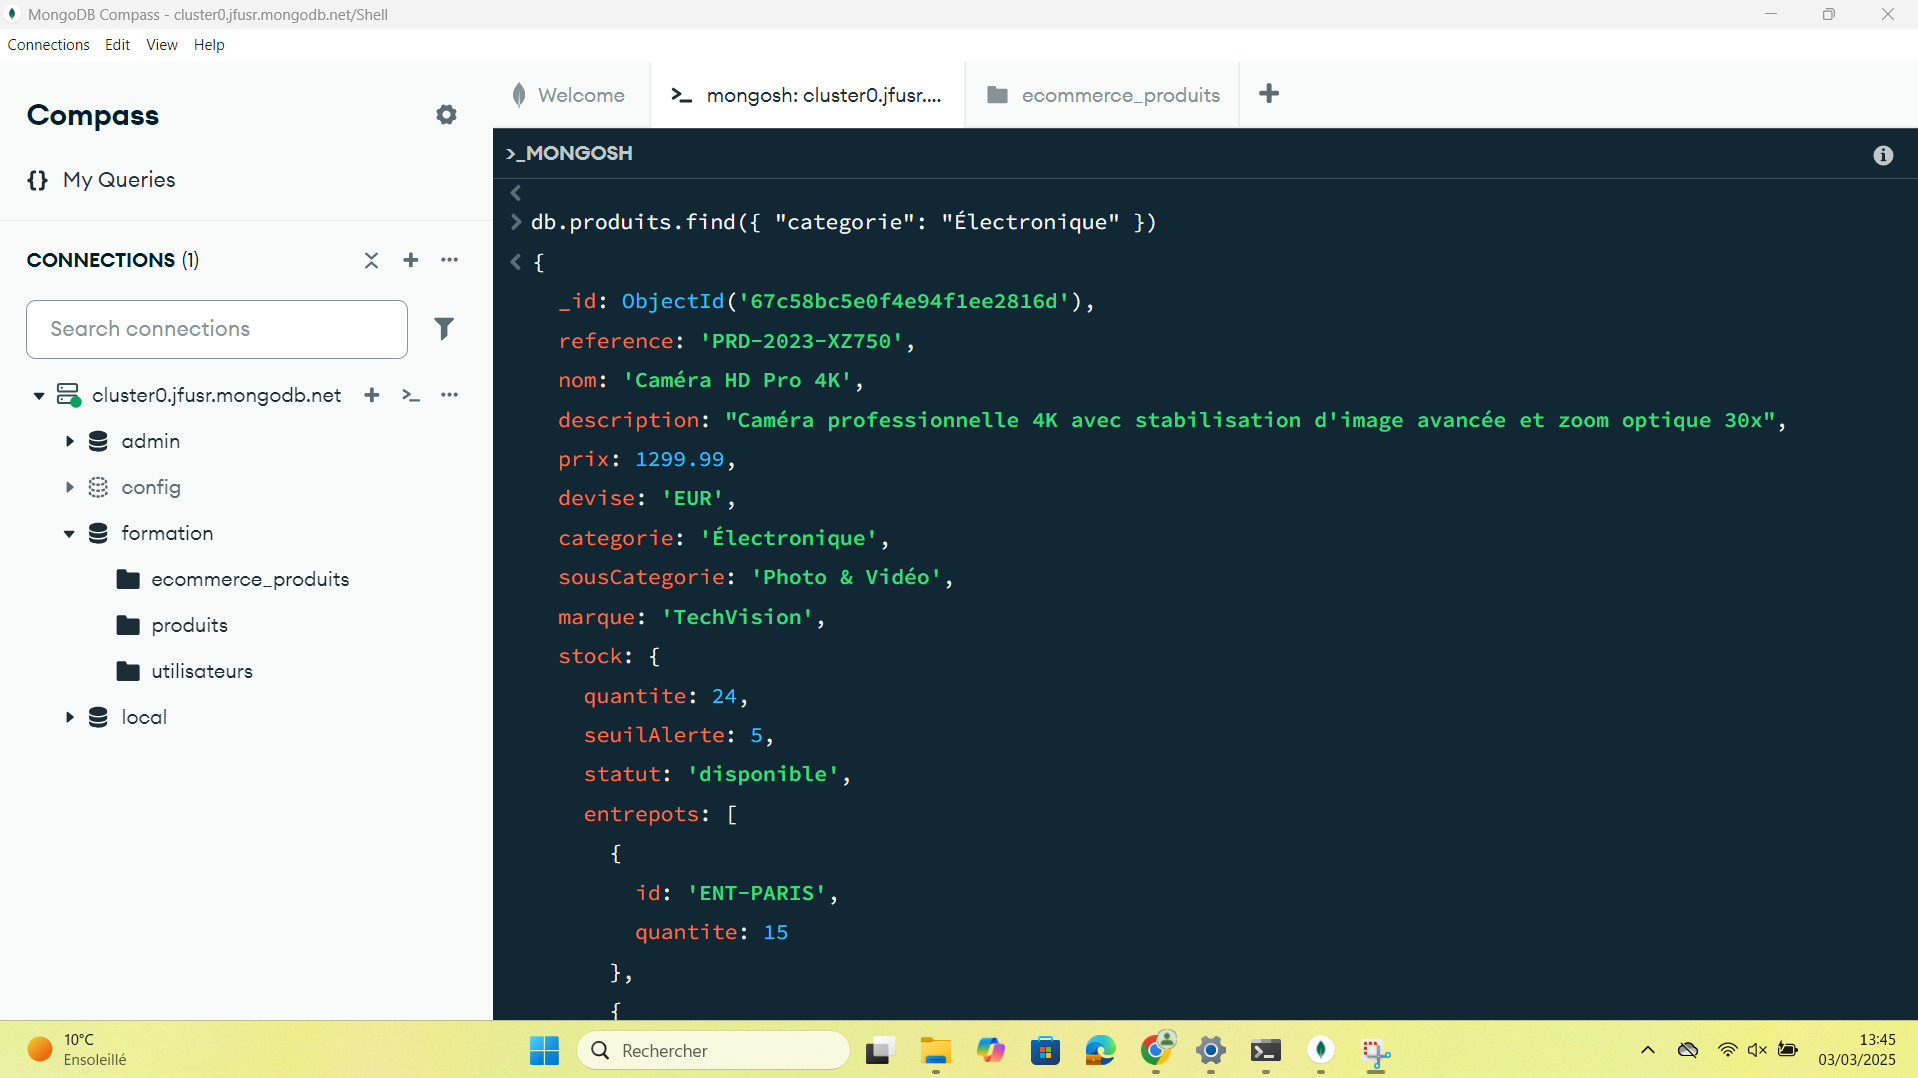 MongoDB Compass - cluster0.jfusr.mongodb.net/Shell
Connections Edit View Help
Compass
{} My Queries
CONNECTIONS (1)
Search connections
cluster0.jfusr.mongodb.net
admin
config
formation
ecommerce_produits
produits
utilisateurs
local
Welcome
>_ mongosh: cluster0.jfusr....
ecommerce_produits
>_MONGOSH
db.produits.find({ "categorie": "Électronique" })
{
_id: ObjectId('67c58bc5e0f4e94f1ee2816d'),
reference: 'PRD-2023-XZ750',
nom: 'Caméra HD Pro 4K',
description: "Caméra professionnelle 4K avec stabilisation d'image avancée et zoom optique 30x",
prix: 1299.99,
devise: 'EUR',
categorie: 'Électronique',
sousCategorie: 'Photo & Vidéo',
marque: 'TechVision',
stock: {
quantite: 24,
seuilAlerte: 5,
statut: 'disponible',
entrepots: [
{
id: 'ENT-PARIS',
quantite: 15
},
{
10°C
Ensoleillé
Rechercher
13:45
03/03/2025